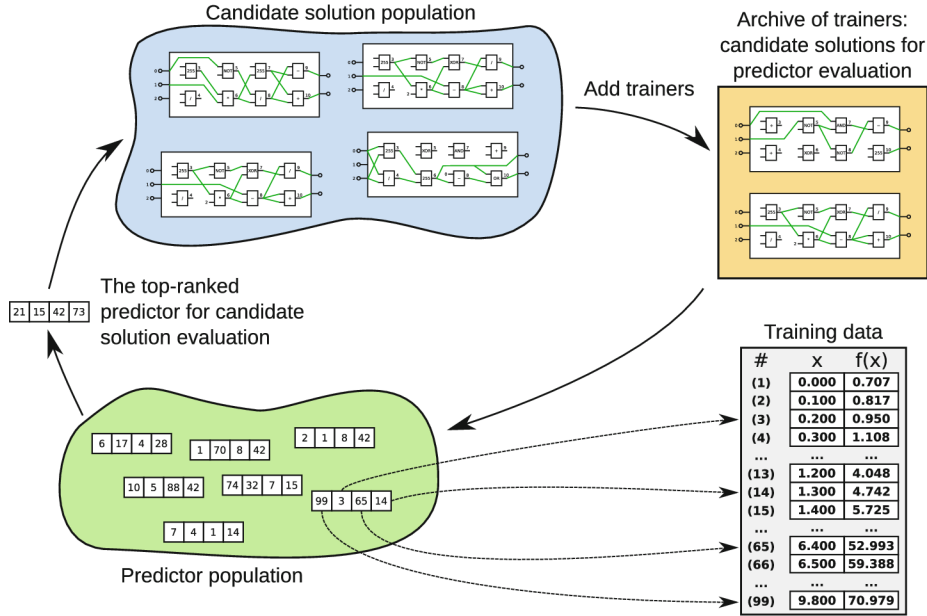 Candidate solution population
Archive of trainers:
candidate solutions for
predictor evaluation
Add trainers
The top-ranked
predictor for candidate
solution evaluation
21 15 42 73
Training data
# x f(x)
(1) 0.000 0.707
(2) 0.100 0.817
(3) 0.200 0.950
(4) 0.300 1.108
... ... ...
(13) 1.200 4.048
(14) 1.300 4.742
(15) 1.400 5.725
... ... ...
(65) 6.400 52.993
(66) 6.500 59.388
... ... ...
(99) 9.800 70.979
6 17 4 28
1 70 8 42
2 1 8 42
10 5 88 42
74 32 7 15
99 3 65 14
7 4 1 14
Predictor population